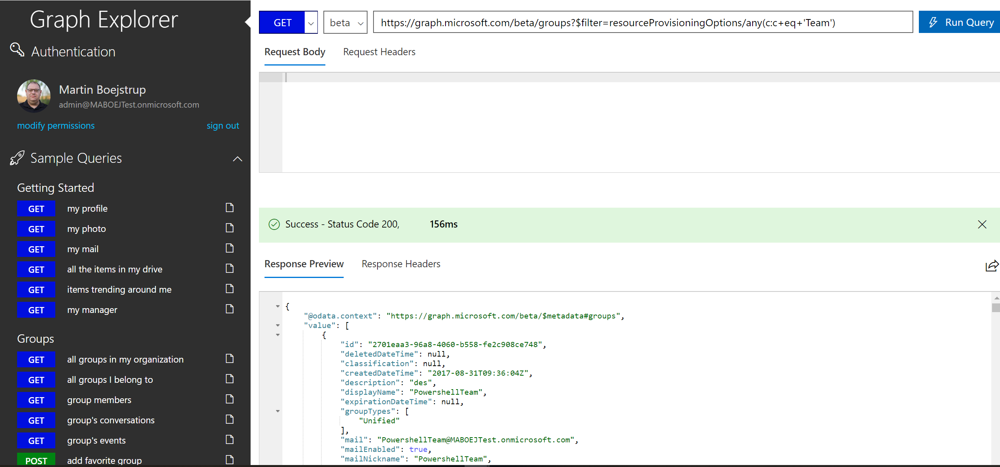 Graph Explorer
Authentication
Martin Boejstrup
admin@MABOEJTest.onmicrosoft.com
modify permissions sign out
Sample Queries
Getting Started
GET my profile
GET my photo
GET my mail
GET all the items in my drive
GET items trending around me
GET my manager
Groups
GET all groups in my organization
GET all groups I belong to
GET group members
GET group's conversations
GET group's events
POST add favorite group
GET beta https://graph.microsoft.com/beta/groups?$filter=resourceProvisioningOptions/any(c:c+eq+'Team') Run Query
Request Body Request Headers
Success - Status Code 200, 156ms
Response Preview Response Headers
{
"@odata.context": "https://graph.microsoft.com/beta/$metadata#groups",
"value": [
{
"id": "2701eaa3-96a8-4060-b558-fe2c908ce748",
"deletedDateTime": null,
"classification": null,
"createdDateTime": "2017-08-31T09:36:04Z",
"description": "des",
"displayName": "PowershellTeam",
"expirationDateTime": null,
"groupTypes": [
"Unified"
],
"mail": "PowershellTeam@MABOEJTest.onmicrosoft.com",
"mailEnabled": true,
"mailNickname": "PowershellTeam",